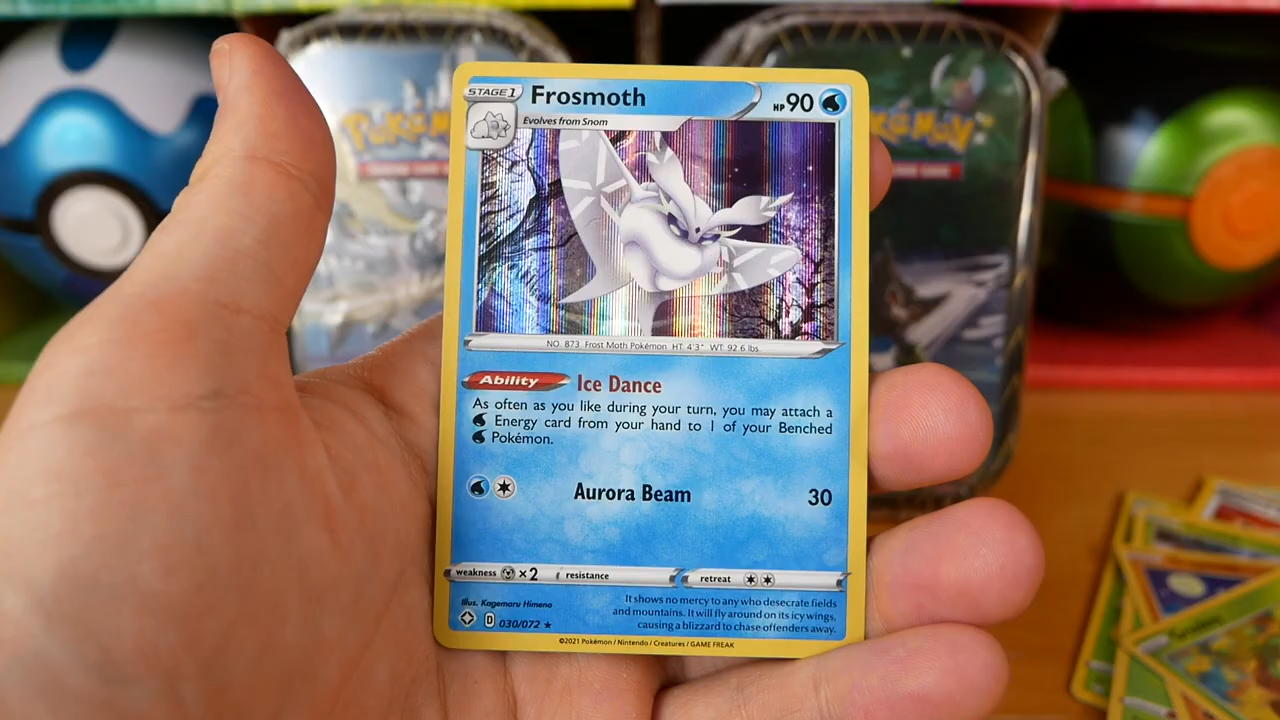 STAGE 1
Frosmoth
HP 90
Evolves from Snom
NO. 873 Frost Moth Pokémon HT: 4'3" WT: 92.6 lbs.
Ability Ice Dance
As often as you like during your turn, you may attach a
Energy card from your hand to 1 of your Benched
Pokémon.
Aurora Beam 30
weakness ×2 resistance retreat
Illus. Kagemaru Himeno
D 030/072 ★
It shows no mercy to any who desecrate fields
and mountains. It will fly around on its icy wings,
causing a blizzard to chase offenders away.
©2021 Pokémon / Nintendo / Creatures / GAME FREAK